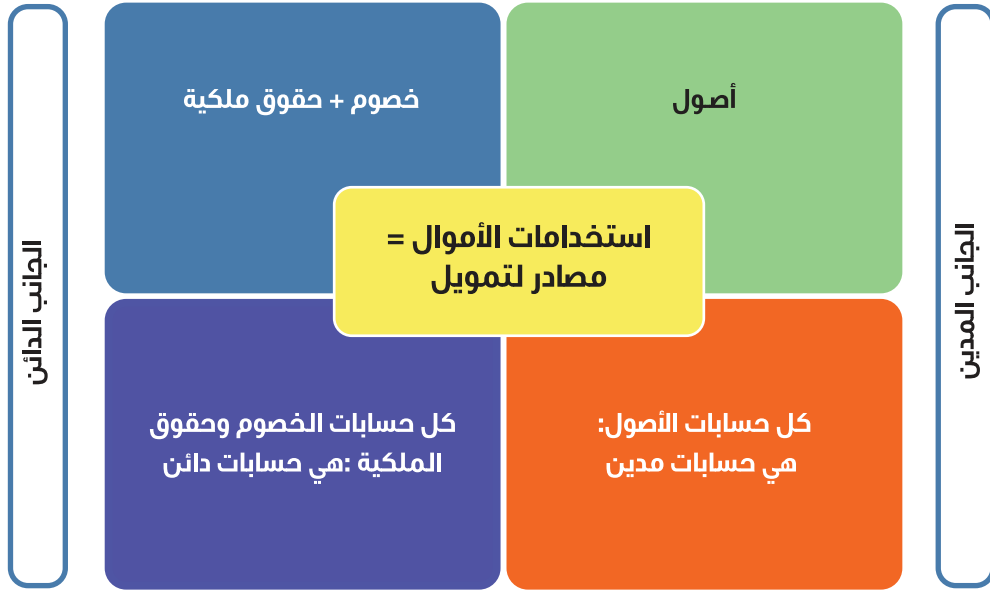 الجانب المدين
أصول
خصوم + حقوق ملكية
استخدامات الأموال =
مصادر لتمويل
كل حسابات الأصول:
هي حسابات مدين
كل حسابات الخصوم وحقوق
الملكية :هي حسابات دائن
الجانب الدائن